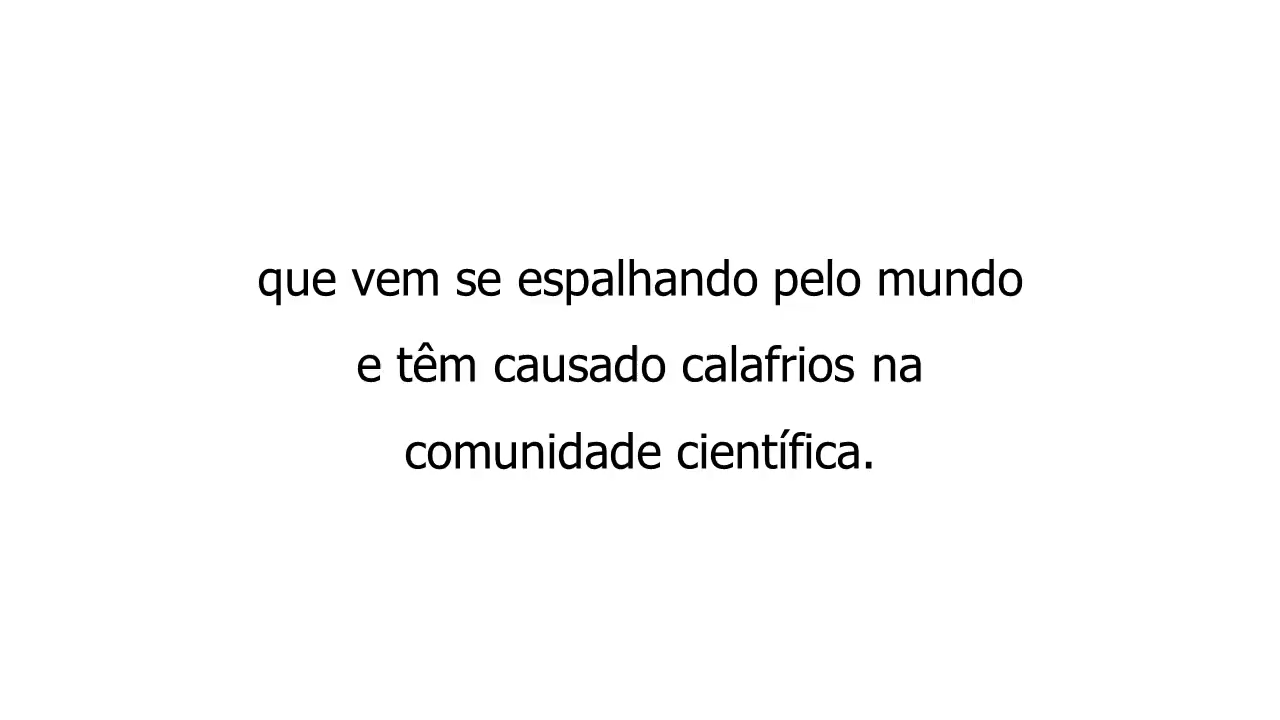 que vem se espalhando pelo mundo
e têm causado calafrios na
comunidade científica.